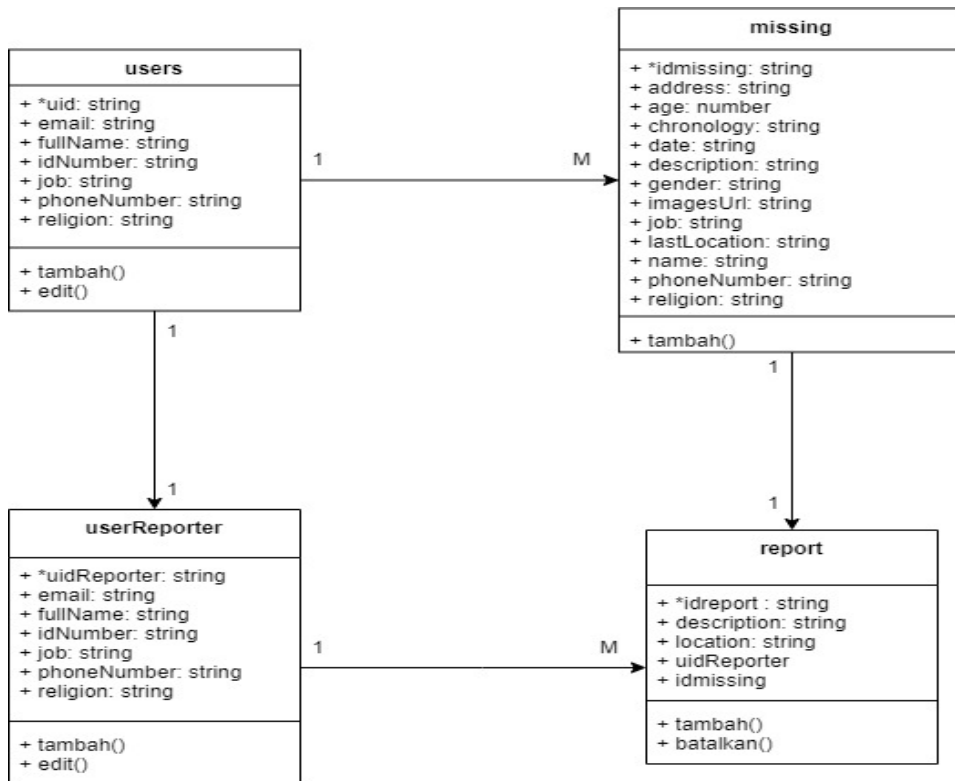 users
+ *uid: string
+ email: string
+ fullName: string
+ idNumber: string
+ job: string
+ phoneNumber: string
+ religion: string
+ tambah()
+ edit()
1
M
missing
+ *idmissing: string
+ address: string
+ age: number
+ chronology: string
+ date: string
+ description: string
+ gender: string
+ imagesUrl: string
+ job: string
+ lastLocation: string
+ name: string
+ phoneNumber: string
+ religion: string
+ tambah()
1
1
1
1
userReporter
+ *uidReporter: string
+ email: string
+ fullName: string
+ idNumber: string
+ job: string
+ phoneNumber: string
+ religion: string
+ tambah()
+ edit()
1
M
report
+ *idreport : string
+ description: string
+ location: string
+ uidReporter
+ idmissing
+ tambah()
+ batalkan()